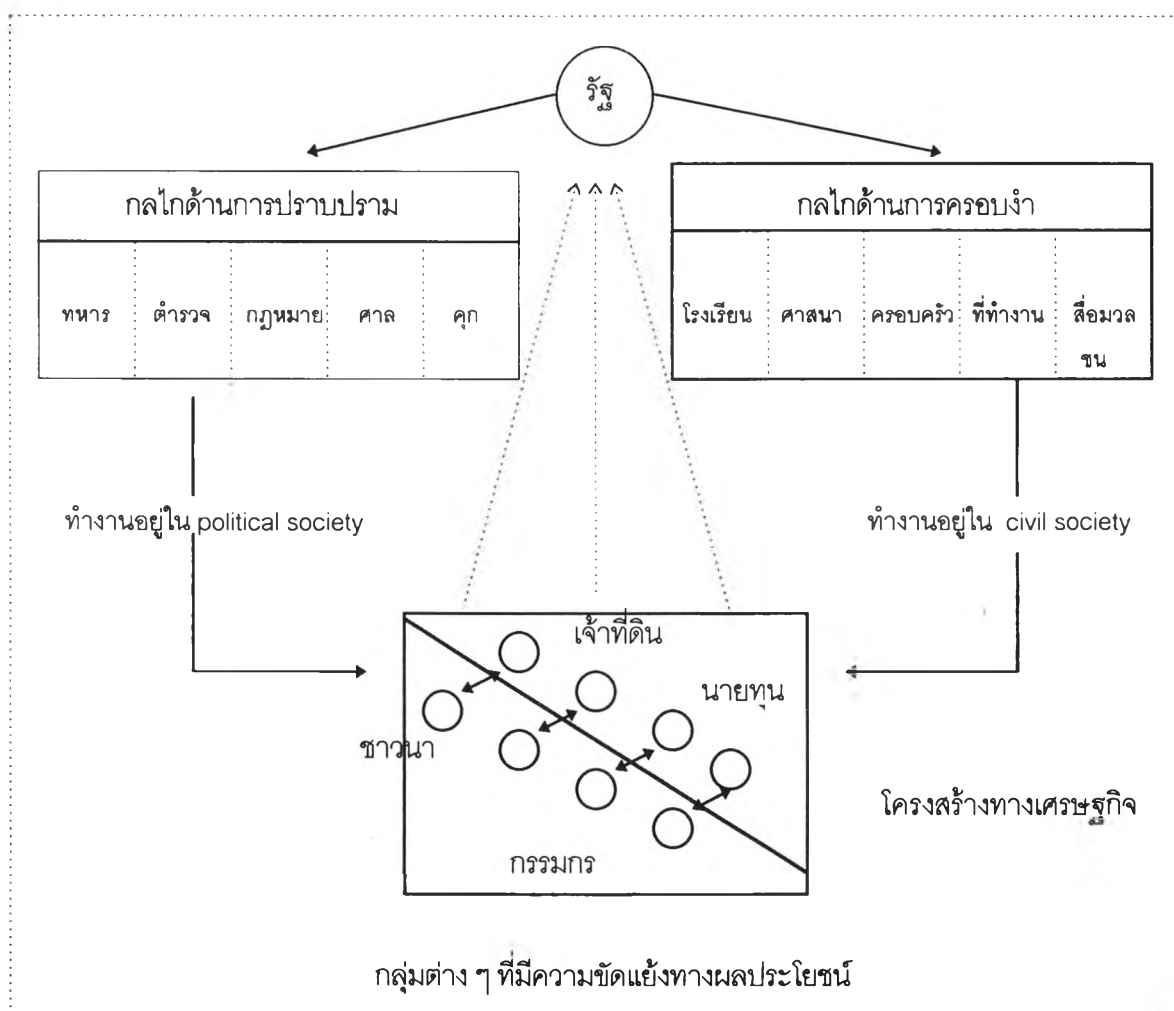 รัฐ
กลไกด้านการปราบปราม
ทหาร ตำรวจ กฎหมาย ศาล คุก
กลไกด้านการครอบงำ
โรงเรียน ศาสนา ครอบครัว ที่ทำงาน สื่อมวล
ชน
ทำงานอยู่ใน political society
ทำงานอยู่ใน civil society
เจ้าที่ดิน
นายทุน
ชาวนา
โครงสร้างทางเศรษฐกิจ
กรรมกร
กลุ่มต่าง ๆ ที่มีความขัดแย้งทางผลประโยชน์